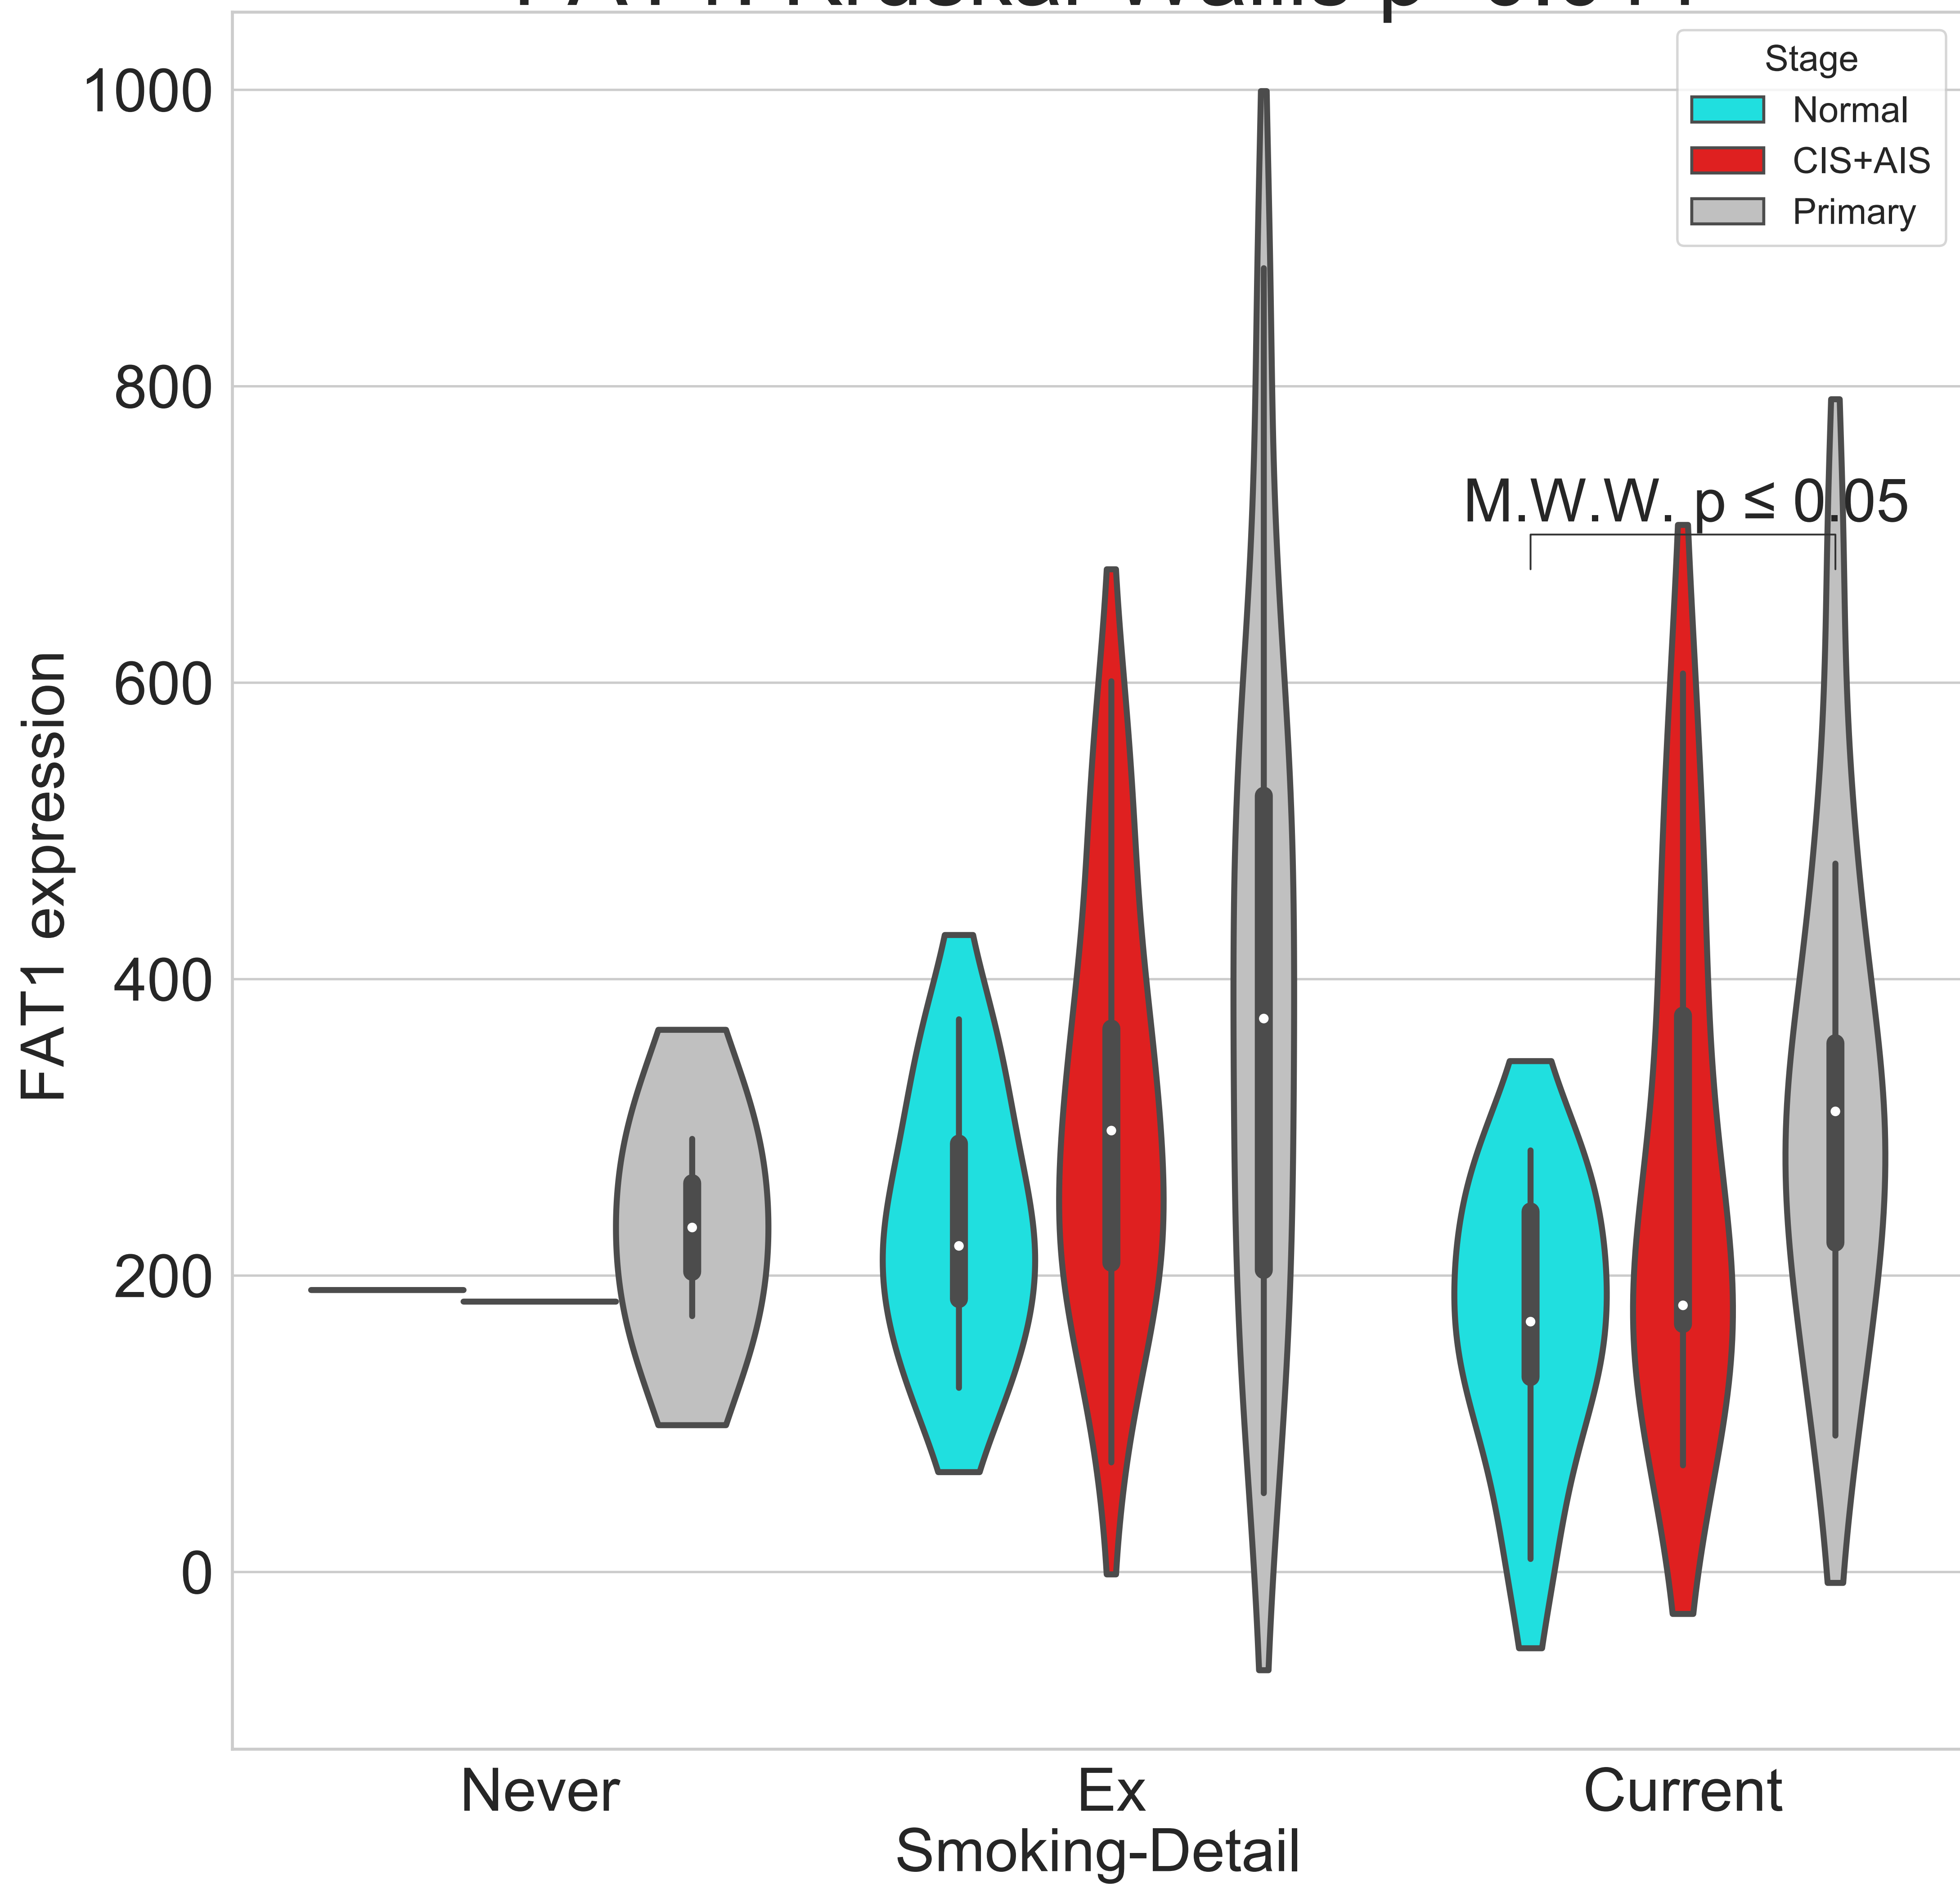 Stage
Normal
CIS+AIS
Primary
1000
800
600
400
200
0
FAT1 expression
M.W.W. p ≤ 0.05
Never
Ex
Current
Smoking-Detail